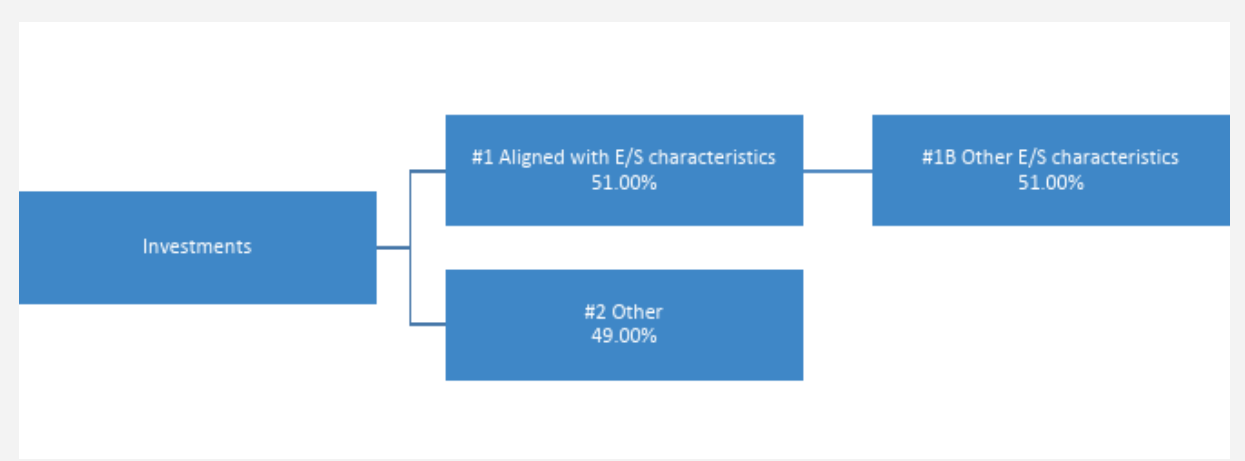 Investments
#1 Aligned with E/S characteristics
51.00%
#1B Other E/S characteristics
51.00%
#2 Other
49.00%